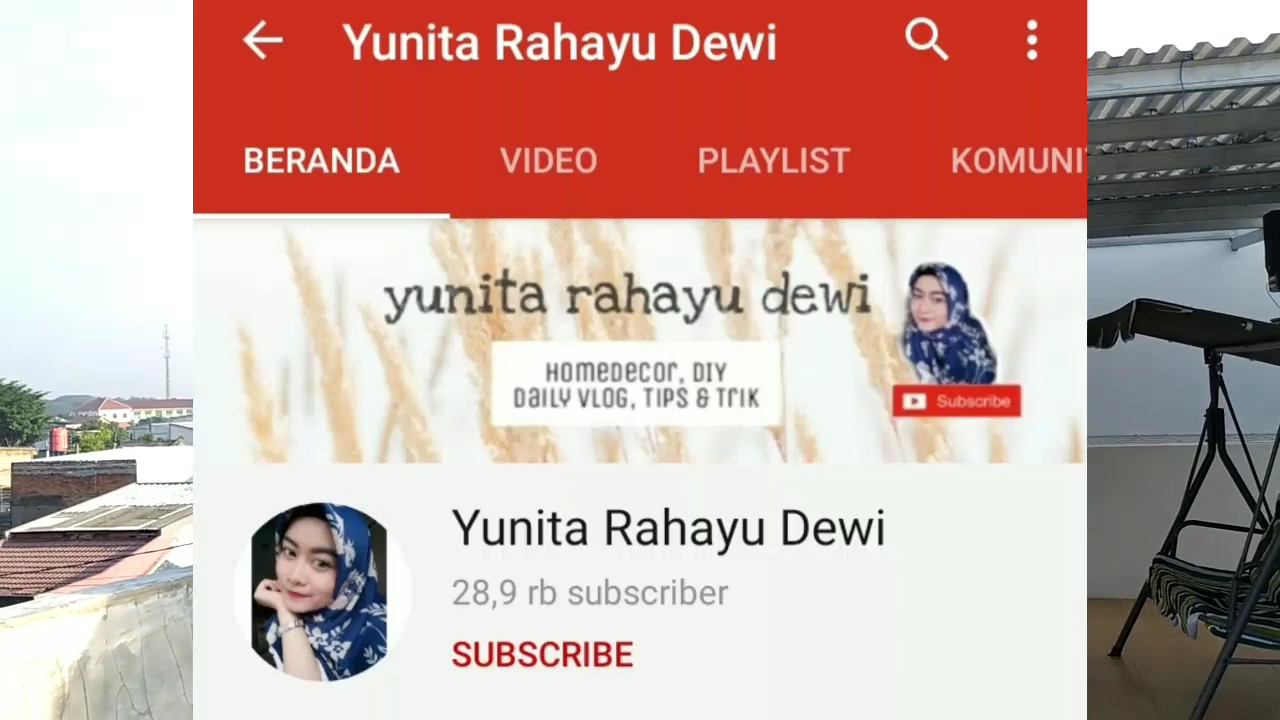 Yunita Rahayu Dewi
BERANDA VIDEO PLAYLIST KOMUNI
yunita rahayu dewi
HOMEDECOR, DIY
DAILY VLOG, TIPS & TRIK
Subscribe
Yunita Rahayu Dewi
28,9 rb subscriber
SUBSCRIBE